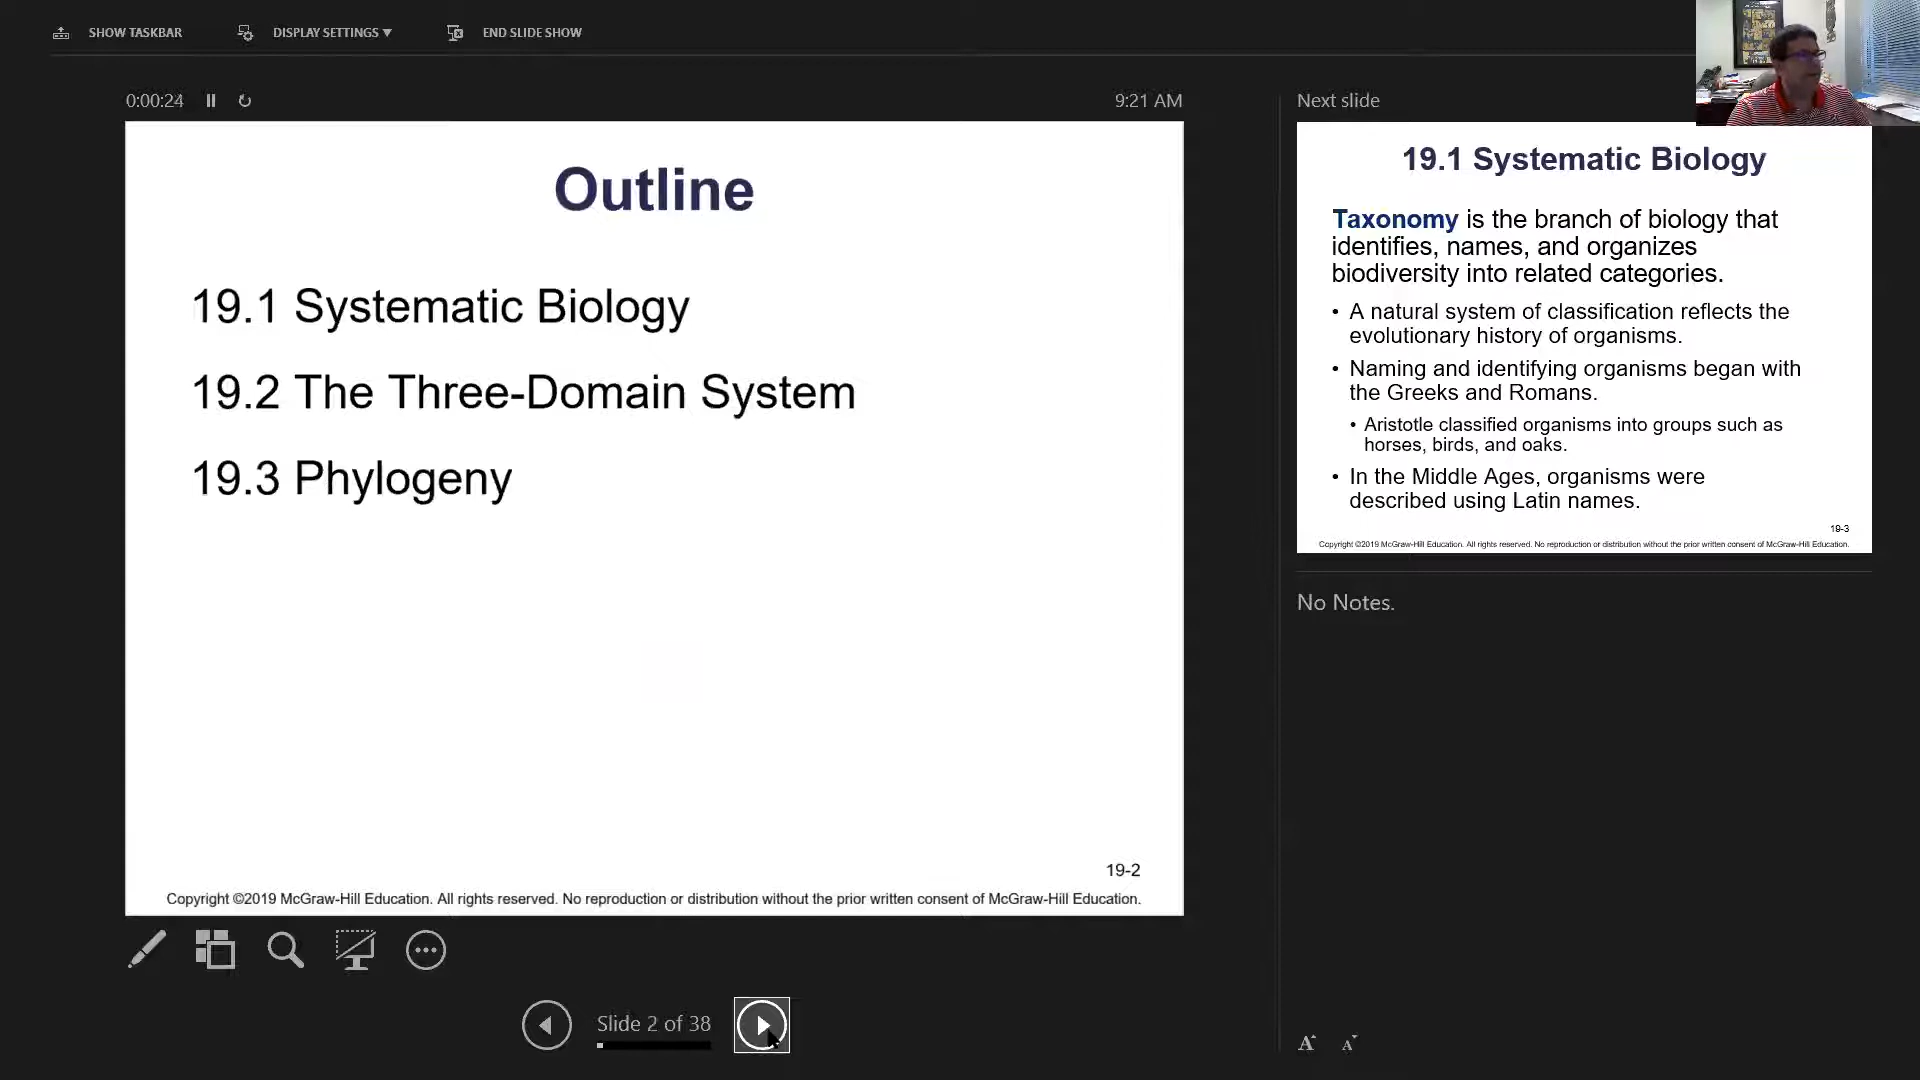 SHOW TASKBAR
DISPLAY SETTINGS ▼
END SLIDE SHOW
0:00:24
9:21 AM
Outline
19.1 Systematic Biology
19.2 The Three-Domain System
19.3 Phylogeny
19-2
Copyright ©2019 McGraw-Hill Education. All rights reserved. No reproduction or distribution without the prior written consent of McGraw-Hill Education.
Slide 2 of 38
Next slide
19.1 Systematic Biology
Taxonomy is the branch of biology that
identifies, names, and organizes
biodiversity into related categories.
• A natural system of classification reflects the
evolutionary history of organisms.
• Naming and identifying organisms began with
the Greeks and Romans.
• Aristotle classified organisms into groups such as
horses, birds, and oaks.
• In the Middle Ages, organisms were
described using Latin names.
19-3
Copyright ©2019 McGraw-Hill Education. All rights reserved. No reproduction or distribution without the prior written consent of McGraw-Hill Education.
No Notes.
A A